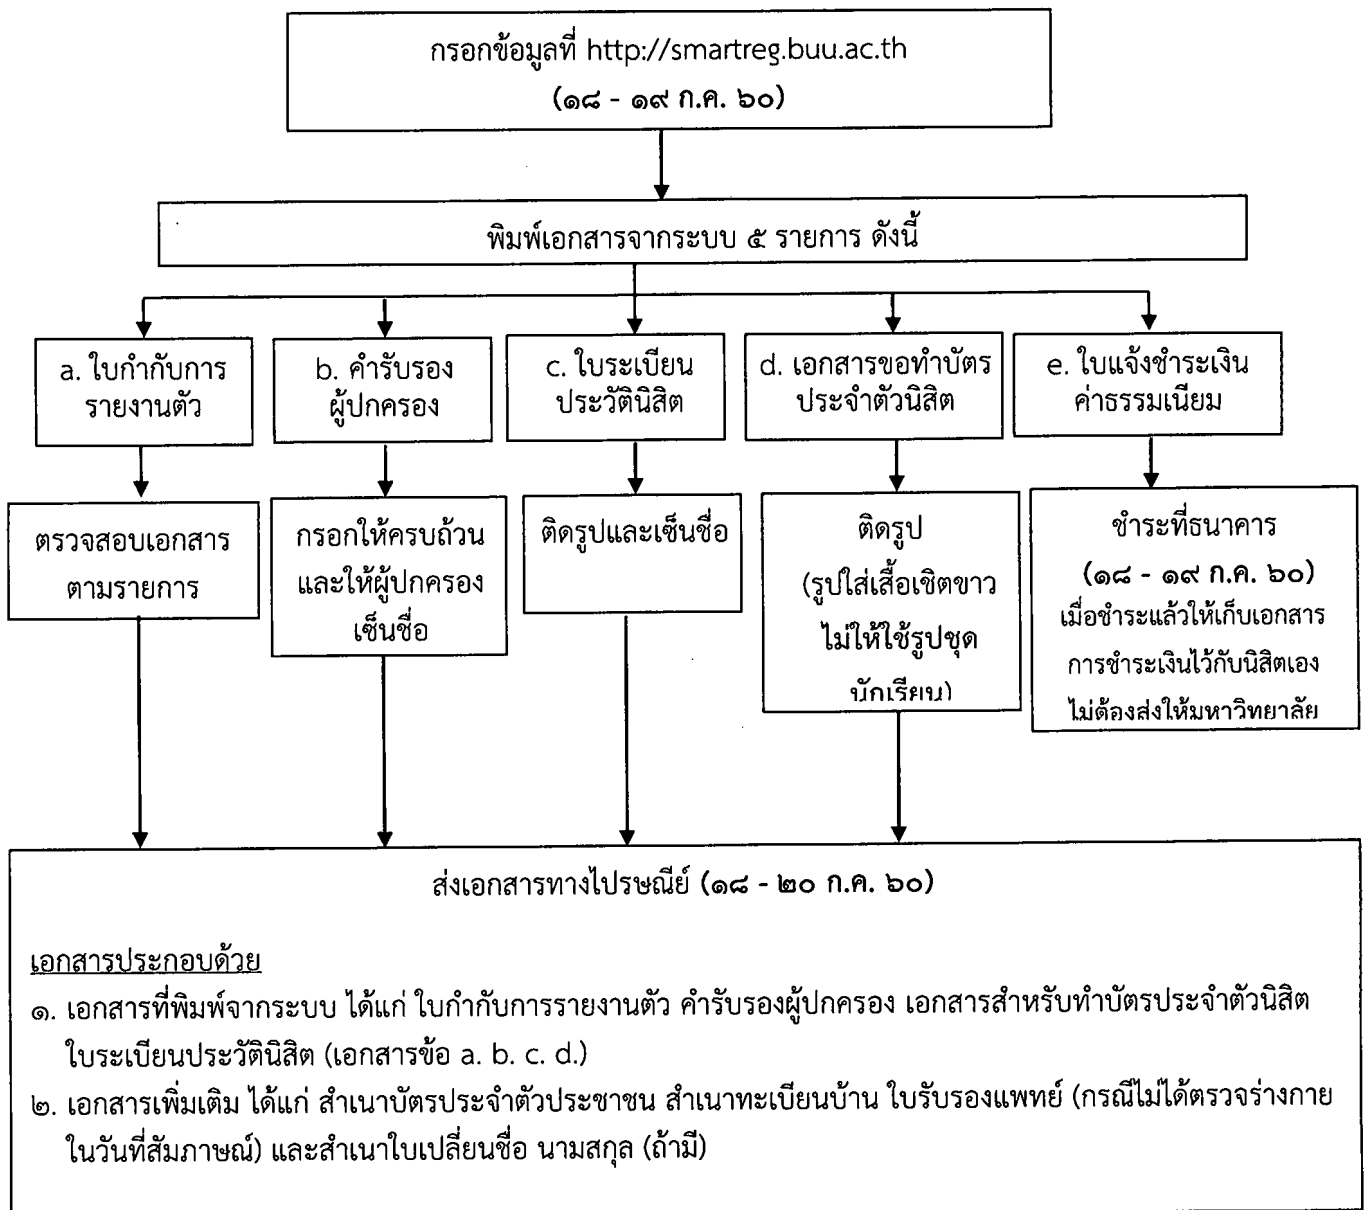 กรอกข้อมูลที่ http://smartreg.buu.ac.th
(๑๘ - ๑๙ ก.ค. ๖๐)
พิมพ์เอกสารจากระบบ ๕ รายการ ดังนี้
a. ใบกำกับการ
รายงานตัว
b. คำรับรอง
ผู้ปกครอง
c. ใบระเบียน
ประวัตินิสิต
d. เอกสารขอทำบัตร
ประจำตัวนิสิต
e. ใบแจ้งชำระเงิน
ค่าธรรมเนียม
ตรวจสอบเอกสาร
ตามรายการ
กรอกให้ครบถ้วน
และให้ผู้ปกครอง
เซ็นชื่อ
ติดรูปและเซ็นชื่อ
ติดรูป
(รูปใส่เสื้อเชิตขาว
ไม่ให้ใช้รูปชุด
นักเรียน)
ชำระที่ธนาคาร
(๑๘ - ๑๙ ก.ค. ๖๐)
เมื่อชำระแล้วให้เก็บเอกสาร
การชำระเงินไว้กับนิสิตเอง
ไม่ต้องส่งให้มหาวิทยาลัย
ส่งเอกสารทางไปรษณีย์ (๑๘ - ๒๐ ก.ค. ๖๐)
เอกสารประกอบด้วย
๑. เอกสารที่พิมพ์จากระบบ ได้แก่ ใบกำกับการรายงานตัว คำรับรองผู้ปกครอง เอกสารสำหรับทำบัตรประจำตัวนิสิต
ใบระเบียนประวัตินิสิต (เอกสารข้อ a. b. c. d.)
๒. เอกสารเพิ่มเติม ได้แก่ สำเนาบัตรประจำตัวประชาชน สำเนาทะเบียนบ้าน ใบรับรองแพทย์ (กรณีไม่ได้ตรวจร่างกาย
ในวันที่สัมภาษณ์) และสำเนาใบเปลี่ยนชื่อ นามสกุล (ถ้ามี)